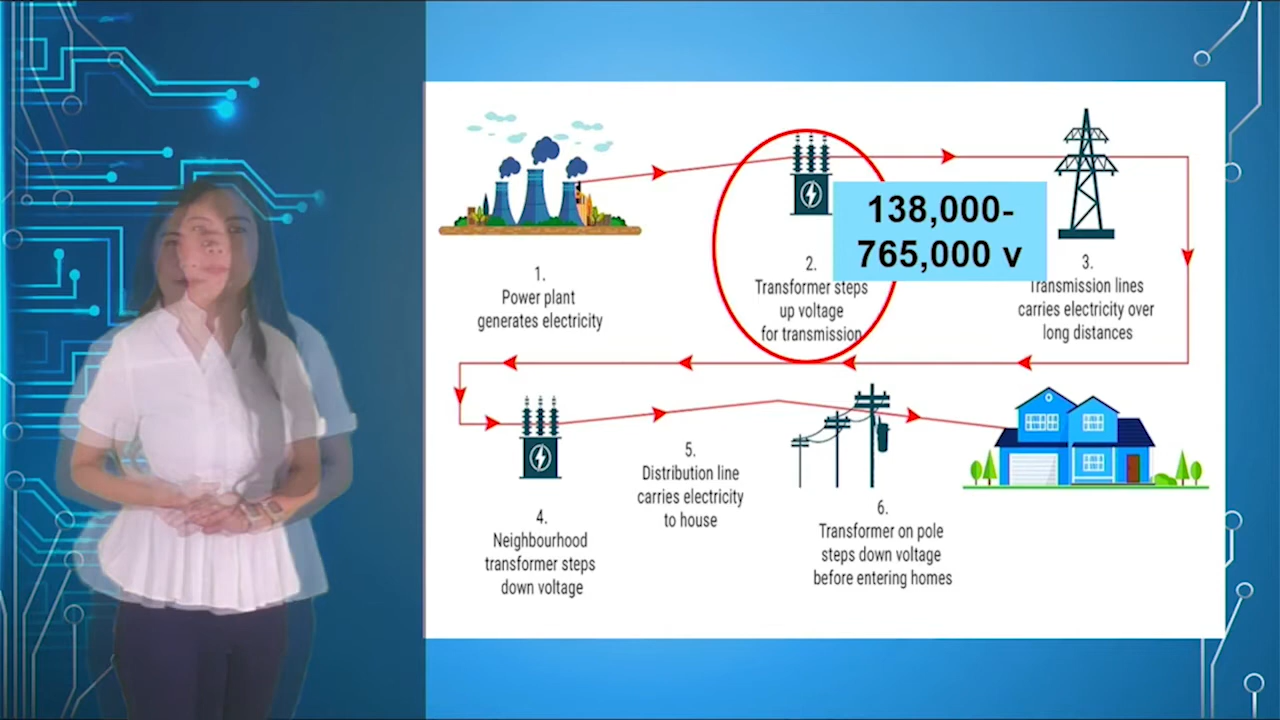 138,000-
765,000 v
1.
Power plant
generates electricity
2.
Transformer steps
up voltage
for transmission
3.
Transmission lines
carries electricity over
long distances
4.
Neighbourhood
transformer steps
down voltage
5.
Distribution line
carries electricity
to house
6.
Transformer on pole
steps down voltage
before entering homes